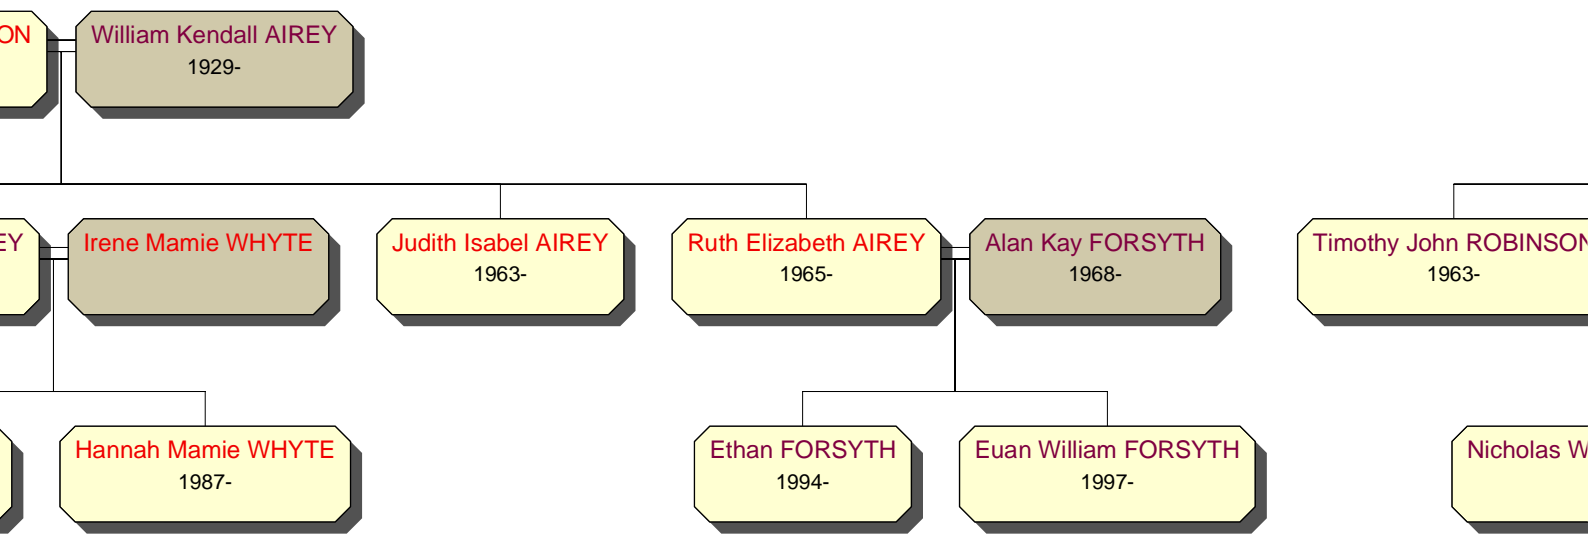 ON
William Kendall AIREY
1929-
EY
Irene Mamie WHYTE
Judith Isabel AIREY
1963-
Ruth Elizabeth AIREY
1965-
Alan Kay FORSYTH
1968-
Timothy John ROBINSON
1963-
Hannah Mamie WHYTE
1987-
Ethan FORSYTH
1994-
Euan William FORSYTH
1997-
Nicholas W